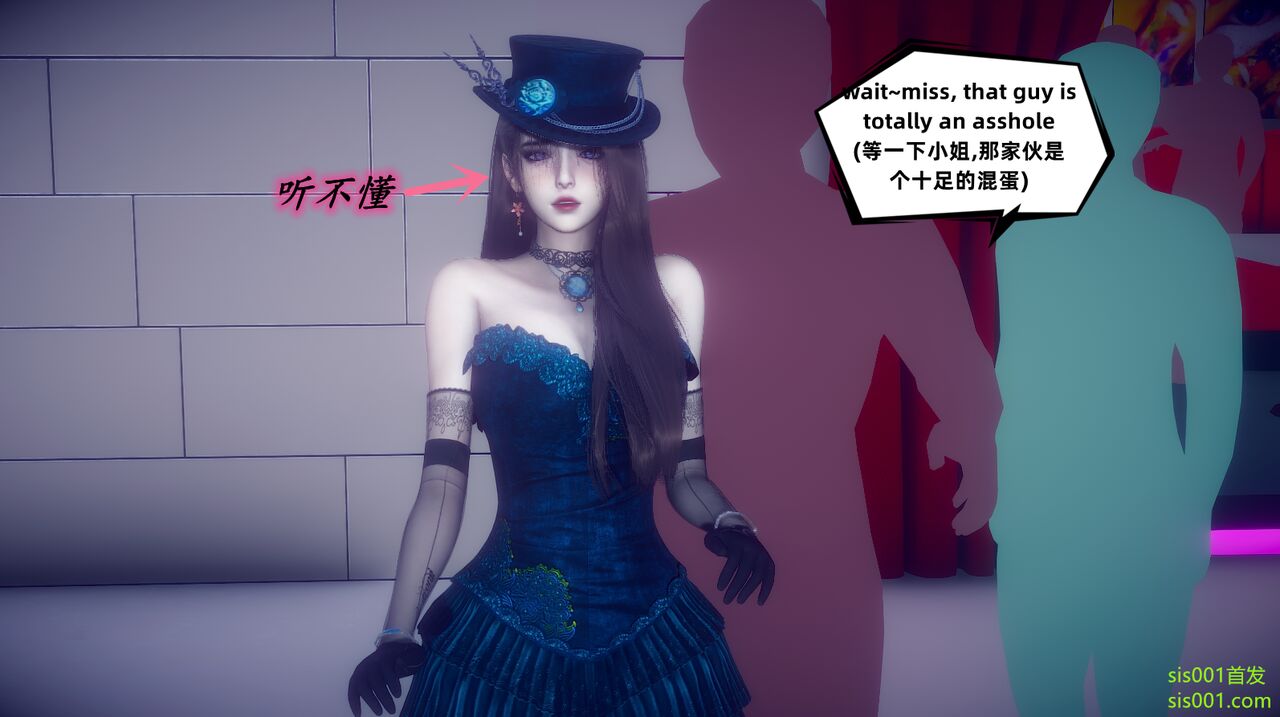 听不懂
wait~miss, that guy is
totally an asshole
(等一下小姐,那家伙是
个十足的混蛋)
sis001首发
sis001.com